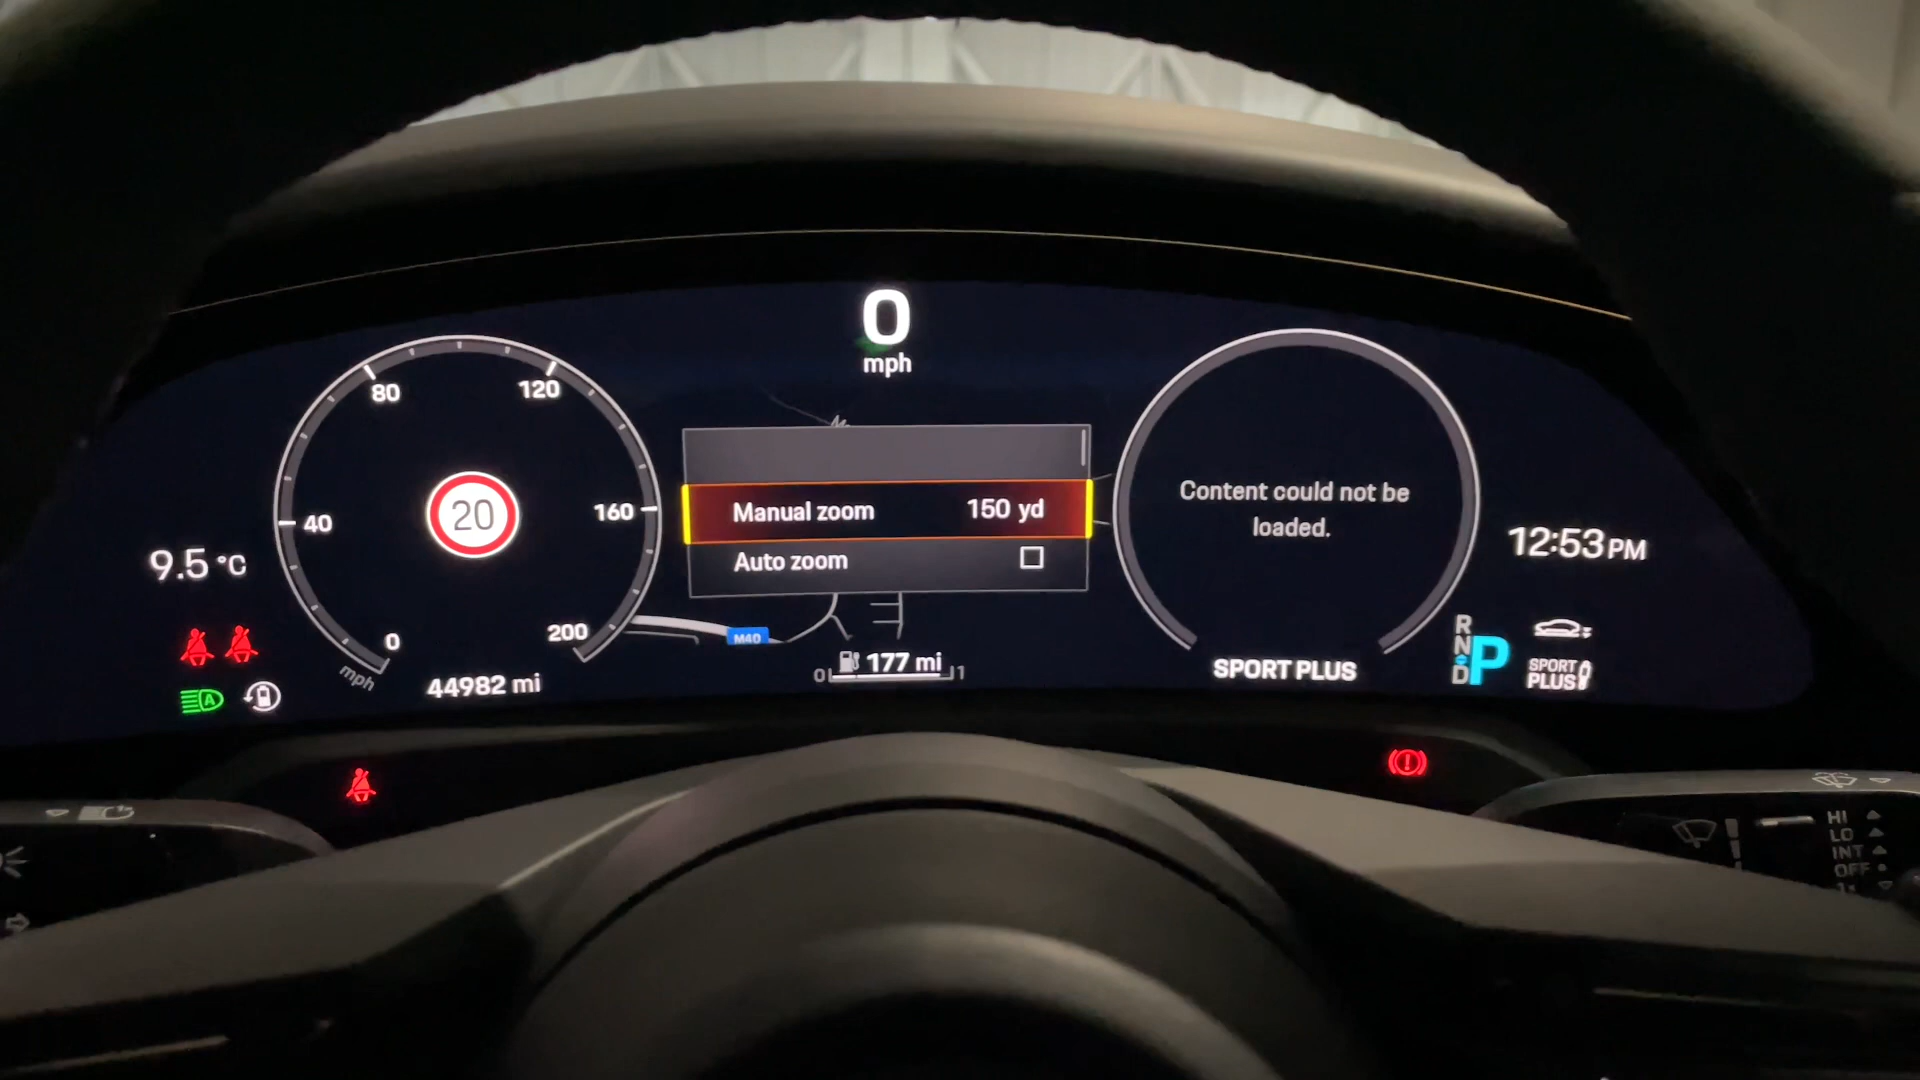 0
mph
80
120
40
160
20
0
200
mph
9.5 °C
A
44982 mi
Manual zoom 150 yd
Auto zoom
M40
0 177 mi 1
Content could not be
loaded.
SPORT PLUS
12:53 PM
R
N
D
P
SPORT
PLUS
HI
LO
INT
OFF
1x